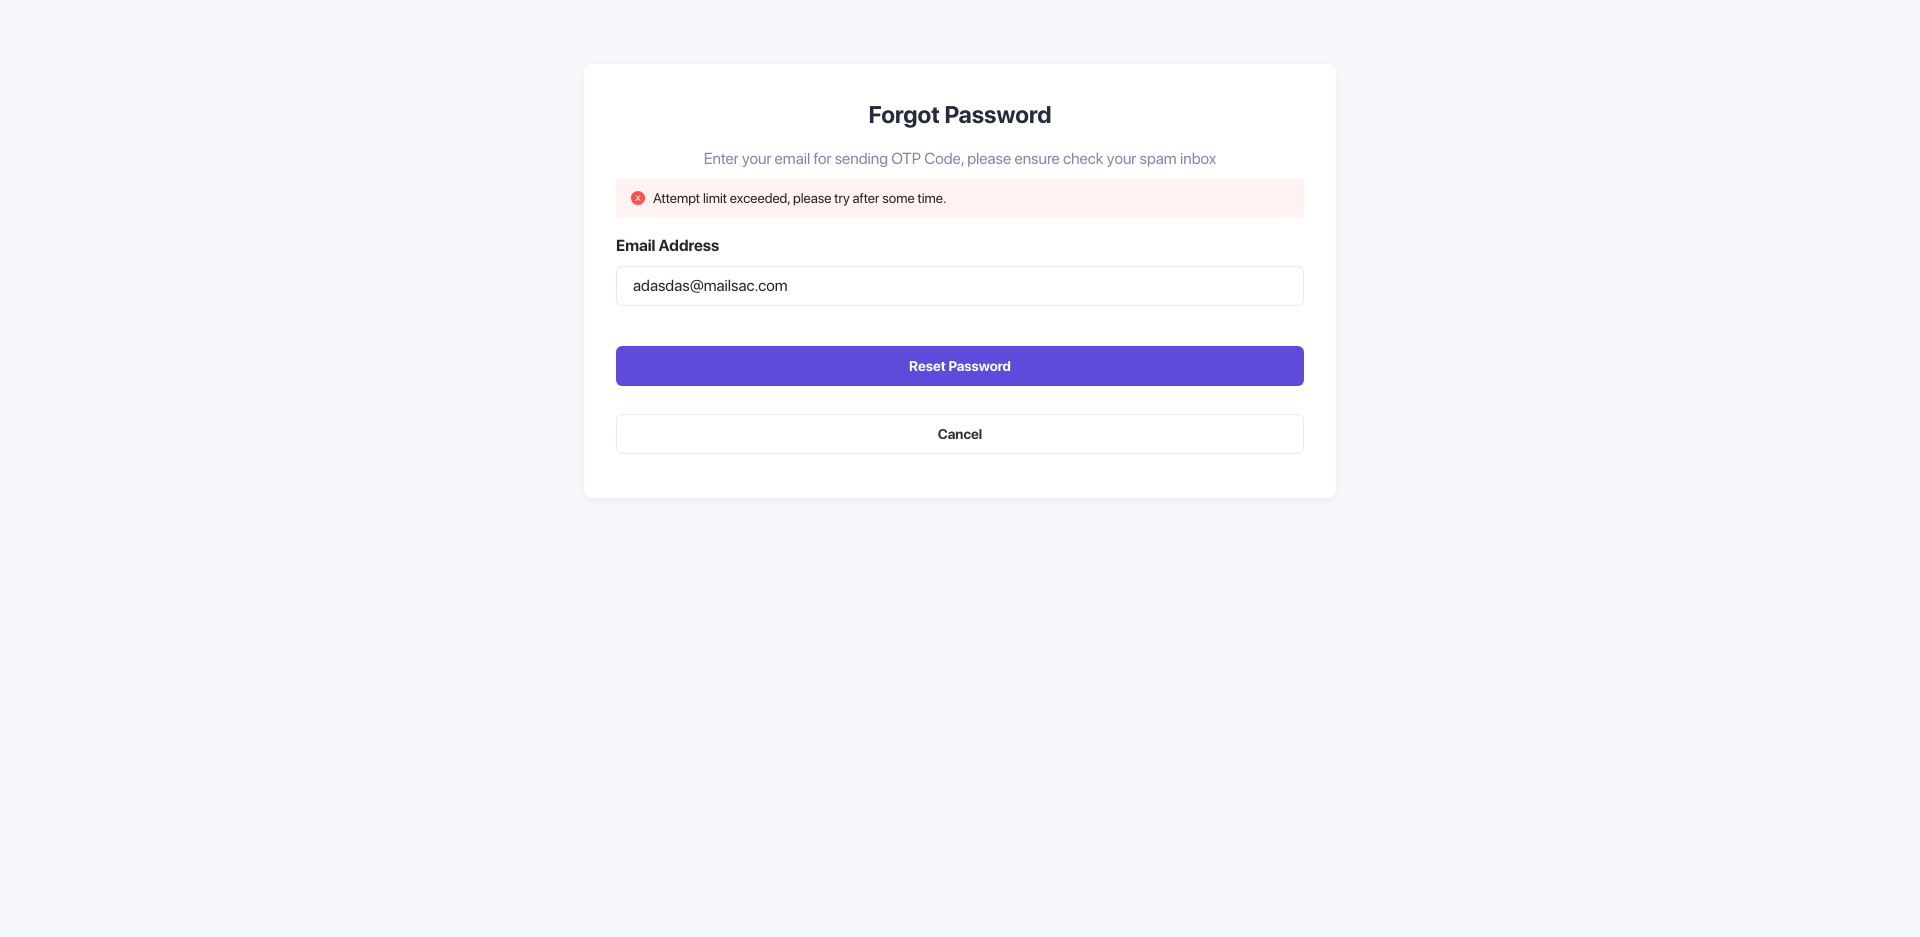 Forgot Password
Enter your email for sending OTP Code, please ensure check your spam inbox
Attempt limit exceeded, please try after some time.
Email Address
adasdas@mailsac.com
Reset Password
Cancel